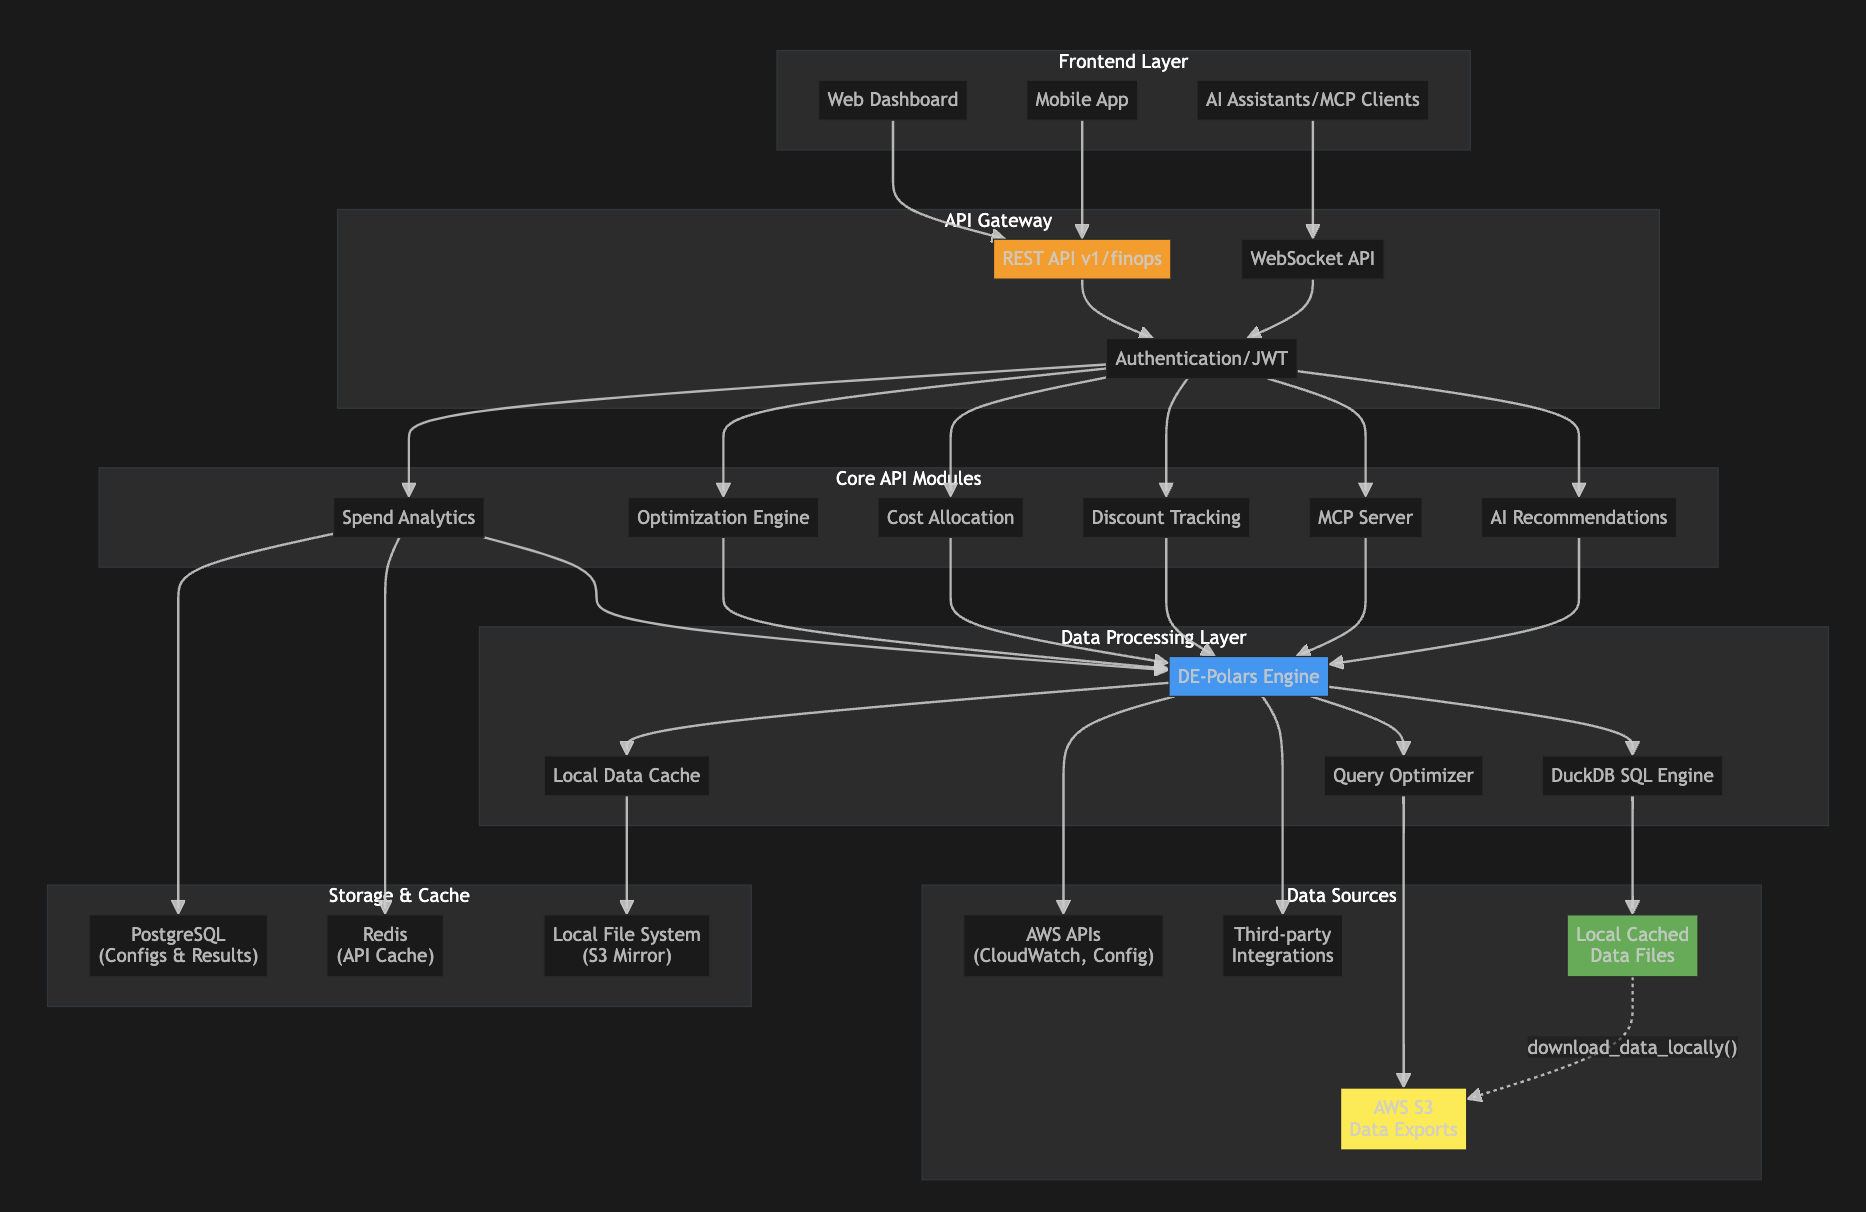 Frontend Layer
Web Dashboard
Mobile App
AI Assistants/MCP Clients
API Gateway
REST API v1/finops
WebSocket API
Authentication/JWT
Core API Modules
Spend Analytics
Optimization Engine
Cost Allocation
Discount Tracking
MCP Server
AI Recommendations
Data Processing Layer
DE-Polars Engine
Local Data Cache
Query Optimizer
DuckDB SQL Engine
Storage & Cache
PostgreSQL
(Configs & Results)
Redis
(API Cache)
Local File System
(S3 Mirror)
Data Sources
AWS APIs
(CloudWatch, Config)
Third-party
Integrations
Local Cached
Data Files
download_data_locally()
AWS S3
Data Exports